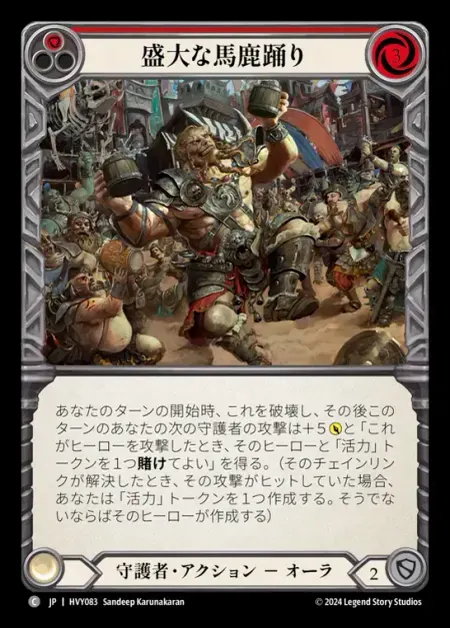 盛大な馬鹿踊り
3
あなたのターンの開始時、これを破壊し、その後この
ターンのあなたの次の守護者の攻撃は＋５と「これ
がヒーローを攻撃したとき、そのヒーローと「活力」ト
ークンを１つ賭けてよい」を得る。（そのチェインリン
クが解決したとき、その攻撃がヒットしていた場合、
あなたは「活力」トークンを１つ作成する。そうでな
いならばそのヒーローが作成する）
守護者・アクション － オーラ
2
C JP | HVY083 Sandeep Karunakaran
© 2024 Legend Story Studios